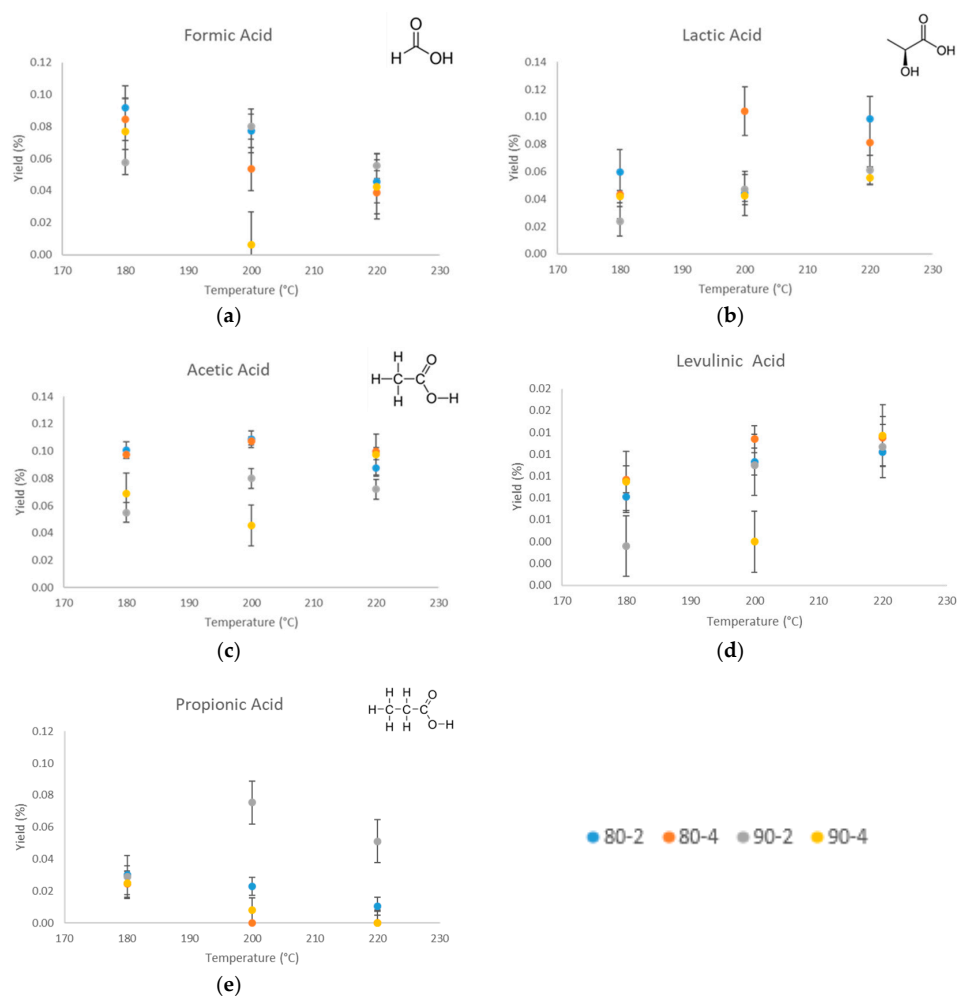 Formic Acid
O
H OH
0.12
0.10
0.08
0.06
0.04
0.02
0.00
Yield (%)
170 180 190 200 210 220 230
Temperature (°C)
(a)
Lactic Acid
O
OH
OH
0.14
0.12
0.10
0.08
0.06
0.04
0.02
0.00
Yield (%)
170 180 190 200 210 220 230
Temperature (°C)
(b)
Acetic Acid
H O
H-C-C
H O-H
0.14
0.12
0.10
0.08
0.06
0.04
0.02
0.00
Yield (%)
170 180 190 200 210 220 230
Temperature (°C)
(c)
Levulinic Acid
0.02
0.02
0.01
0.01
0.01
0.01
0.00
0.00
0.00
Yield (%)
170 180 190 200 210 220 230
Temperature (°C)
(d)
Propionic Acid
H H O
H-C-C-C
H H O-H
0.12
0.10
0.08
0.06
0.04
0.02
0.00
Yield (%)
170 180 190 200 210 220 230
Temperature (°C)
(e)
80-2 80-4 90-2 90-4